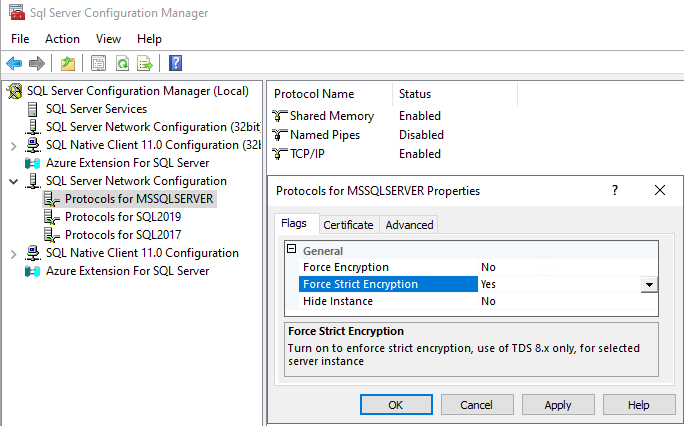 Sql Server Configuration Manager
File Action View Help
SQL Server Configuration Manager (Local)
SQL Server Services
SQL Server Network Configuration (32bit
SQL Native Client 11.0 Configuration (32
Azure Extension For SQL Server
SQL Server Network Configuration
Protocols for MSSQLSERVER
Protocols for SQL2019
Protocols for SQL2017
SQL Native Client 11.0 Configuration
Azure Extension For SQL Server
Protocol Name Status
Shared Memory Enabled
Named Pipes Disabled
TCP/IP Enabled
Protocols for MSSQLSERVER Properties
Flags Certificate Advanced
General
Force Encryption No
Force Strict Encryption Yes
Hide Instance No
Force Strict Encryption
Turn on to enforce strict encryption, use of TDS 8.x only, for selected
server instance
OK Cancel Apply Help